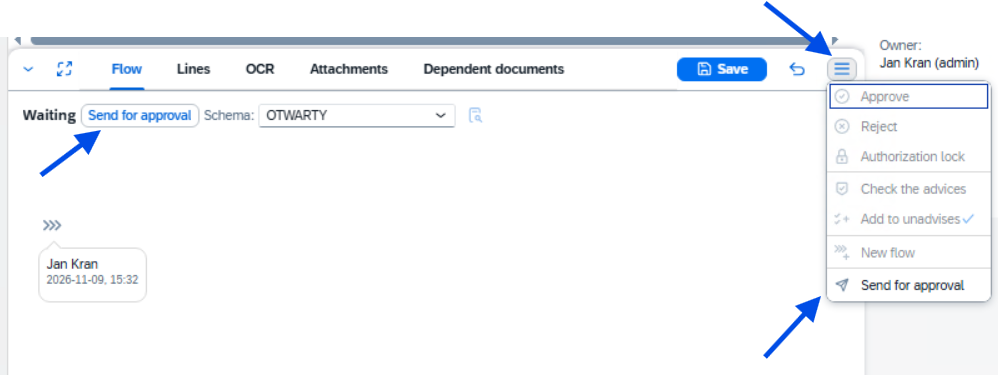 Owner:
Jan Kran (admin)
Flow Lines OCR Attachments Dependent documents Save
Waiting Send for approval Schema: OTWARTY
Approve
Reject
Authorization lock
Check the advices
Add to unadvises
New flow
Send for approval
Jan Kran
2026-11-09, 15:32